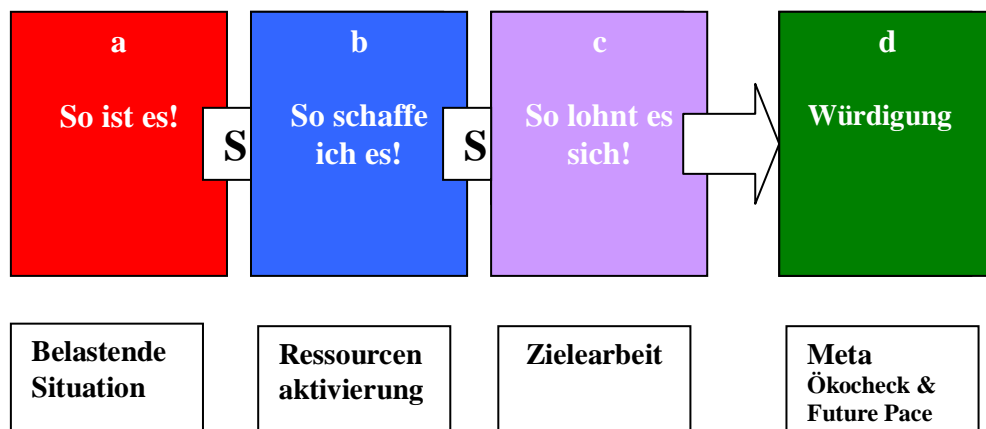 a
So ist es!
S
b
So schaffe
ich es!
S
c
So lohnt es
sich!
d
Würdigung
Belastende
Situation
Ressourcen
aktivierung
Zielearbeit
Meta
Ökocheck &
Future Pace